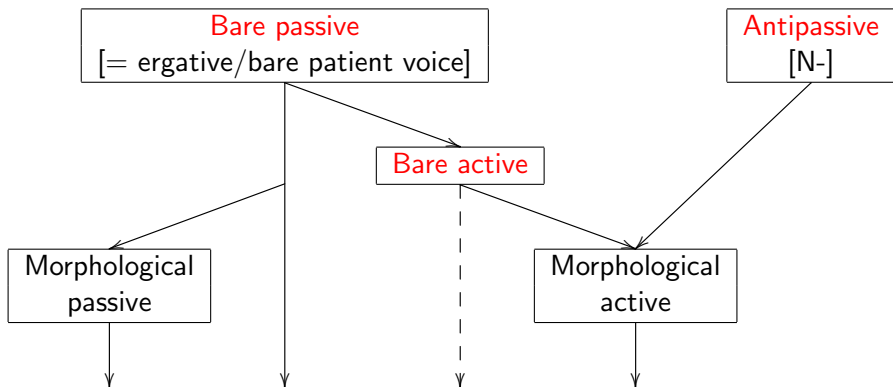 Bare passive
[= ergative/bare patient voice]
Antipassive
[N-]
Bare active
Morphological
passive
Morphological
active